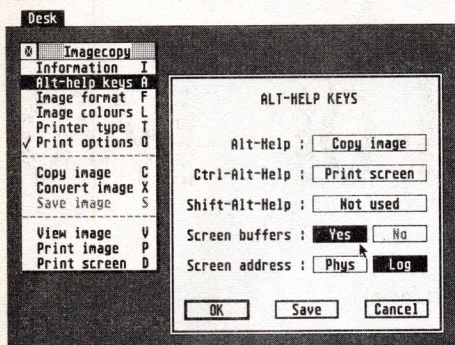 Desk
Imagecopy
Information I
Alt-help keys A
Image format F
Image colours L
Printer type T
✓ Print options O
Copy image C
Convert image X
Save image S
View image V
Print image P
Print screen D
ALT-HELP KEYS
Alt-Help : Copy image
Ctrl-Alt-Help : Print screen
Shift-Alt-Help : Not used
Screen buffers : Yes No
Screen address : Phys Log
OK Save Cancel